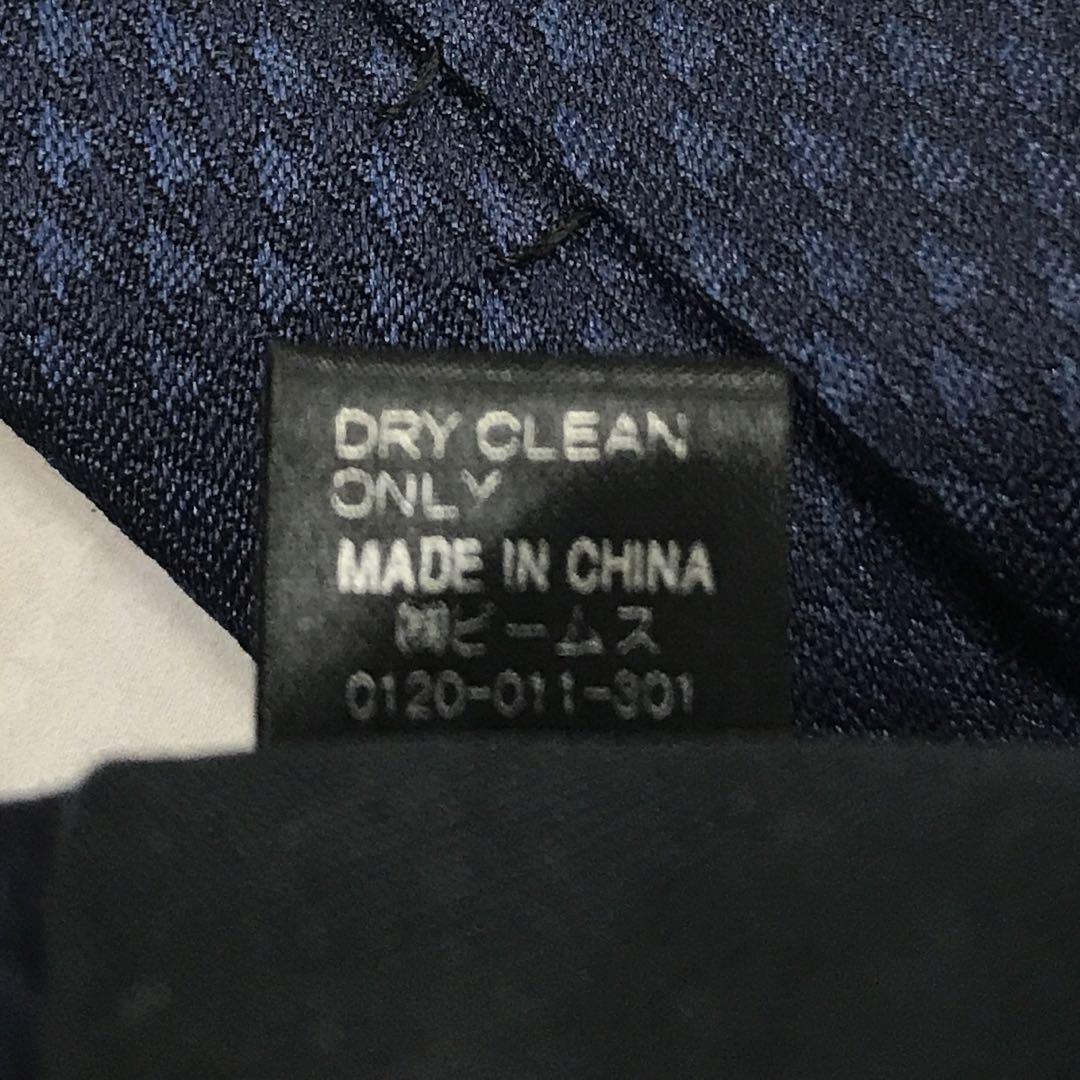 DRY CLEAN
ONLY
MADE IN CHINA
㈱ビームス
0120-011-301